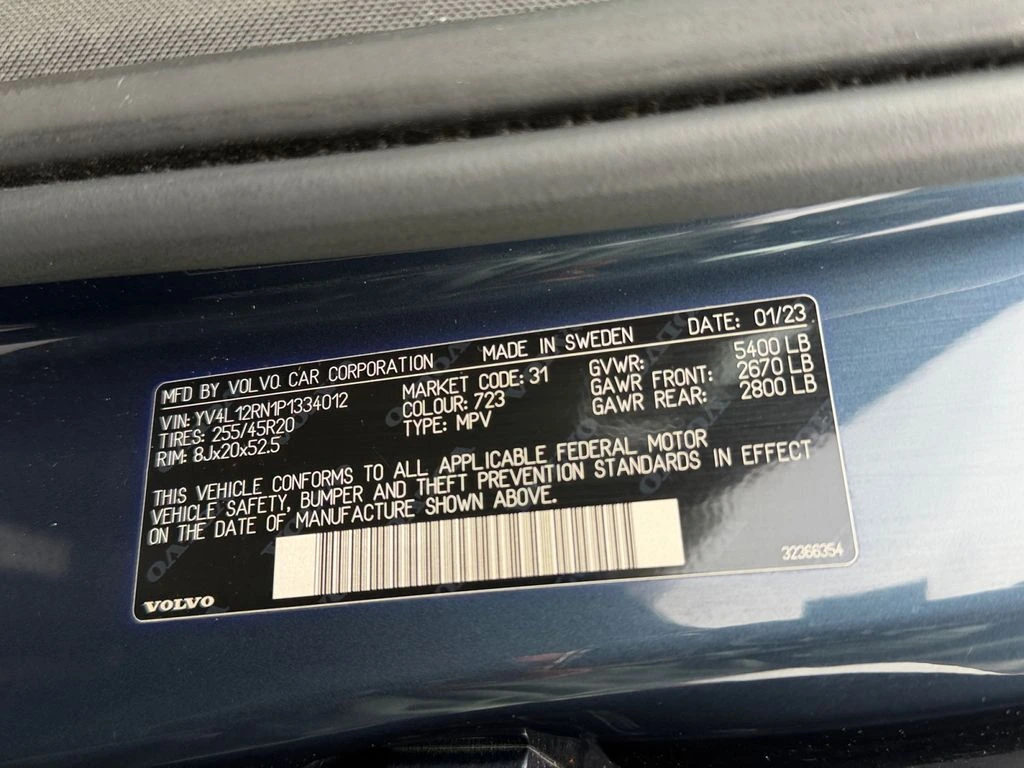 MFD BY VOLVO CAR CORPORATION MADE IN SWEDEN DATE: 01/23
VIN: YV4L12RN1P1334012 MARKET CODE: 31 GVWR: 5400 LB
TIRES: 255/45R20 COLOUR: 723 GAWR FRONT: 2670 LB
RIM: 8Jx20x52.5 TYPE: MPV GAWR REAR: 2800 LB
THIS VEHICLE CONFORMS TO ALL APPLICABLE FEDERAL MOTOR
VEHICLE SAFETY, BUMPER AND THEFT PREVENTION STANDARDS IN EFFECT
ON THE DATE OF MANUFACTURE SHOWN ABOVE.
32366354
VOLVO